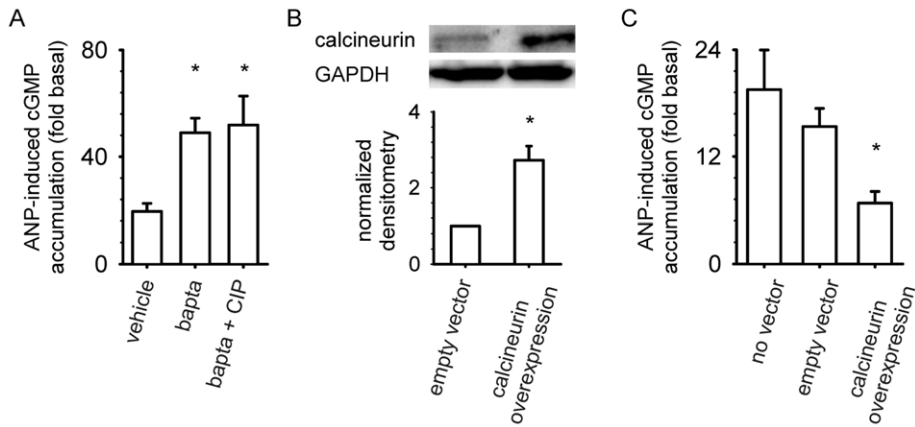 A
ANP-induced cGMP
accumulation (fold basal)
80
40
0
vehicle
bapta
bapta + CIP
*
*
B
calcineurin
GAPDH
normalized
densitometry
4
2
0
*
empty vector
calcineurin
overexpression
C
ANP-induced cGMP
accumulation (fold basal)
24
12
0
*
no vector
empty vector
calcineurin
overexpression